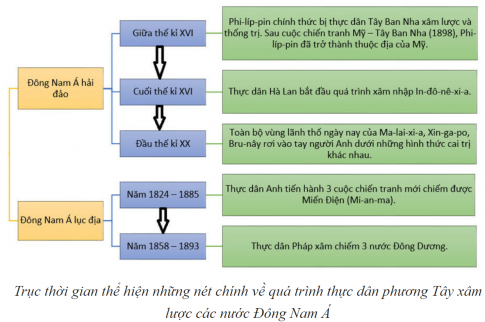 Đông Nam Á hải
đảo
Giữa thế kỉ XVI
Phi-líp-pin chính thức bị thực dân Tây Ban Nha xâm lược và
thống trị. Sau cuộc chiến tranh Mỹ – Tây Ban Nha (1898), Phi-
líp-pin đã trở thành thuộc địa của Mỹ.
Cuối thế kỉ XVI
Thực dân Hà Lan bắt đầu quá trình xâm nhập In-đô-nê-xi-a.
Đầu thế kỉ XX
Toàn bộ vùng lãnh thổ ngày nay của Ma-lai-xi-a, Xin-ga-po,
Bru-nây rơi vào tay người Anh dưới những hình thức cai trị
khác nhau.
Đông Nam Á lục địa
Năm 1824 – 1885
Thực dân Anh tiến hành 3 cuộc chiến tranh mới chiếm được
Miến Điện (Mi-an-ma).
Năm 1858 – 1893
Thực dân Pháp xâm chiếm 3 nước Đông Dương.
Trục thời gian thể hiện những nét chính về quá trình thực dân phương Tây xâm
lược các nước Đông Nam Á